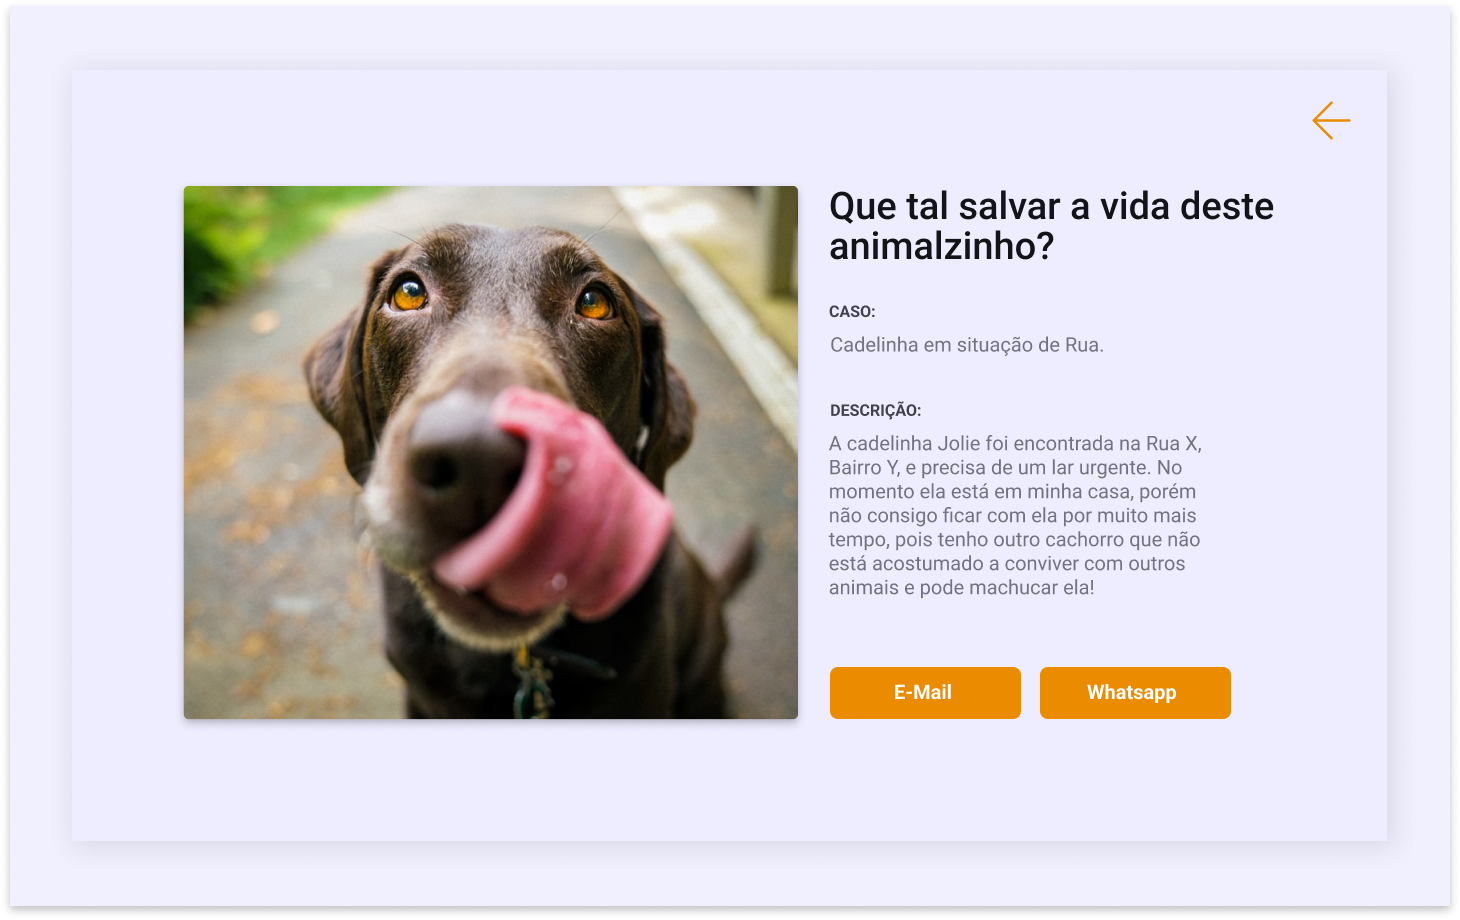 Que tal salvar a vida deste
animalzinho?
CASO:
Cadelinha em situação de Rua.
DESCRIÇÃO:
A cadelinha Jolie foi encontrada na Rua X,
Bairro Y, e precisa de um lar urgente. No
momento ela está em minha casa, porém
não consigo ficar com ela por muito mais
tempo, pois tenho outro cachorro que não
está acostumado a conviver com outros
animais e pode machucar ela!
E-Mail
Whatsapp